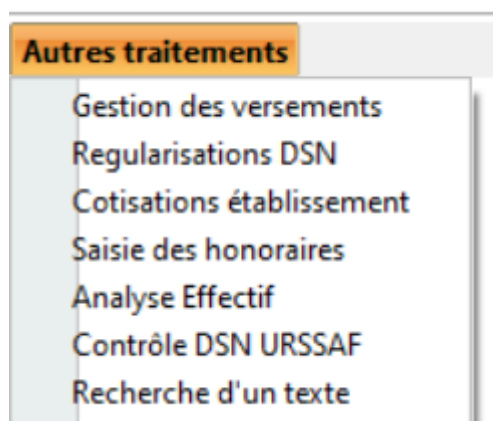 Autres traitements
Gestion des versements
Regularisations DSN
Cotisations établissement
Saisie des honoraires
Analyse Effectif
Contrôle DSN URSSAF
Recherche d'un texte